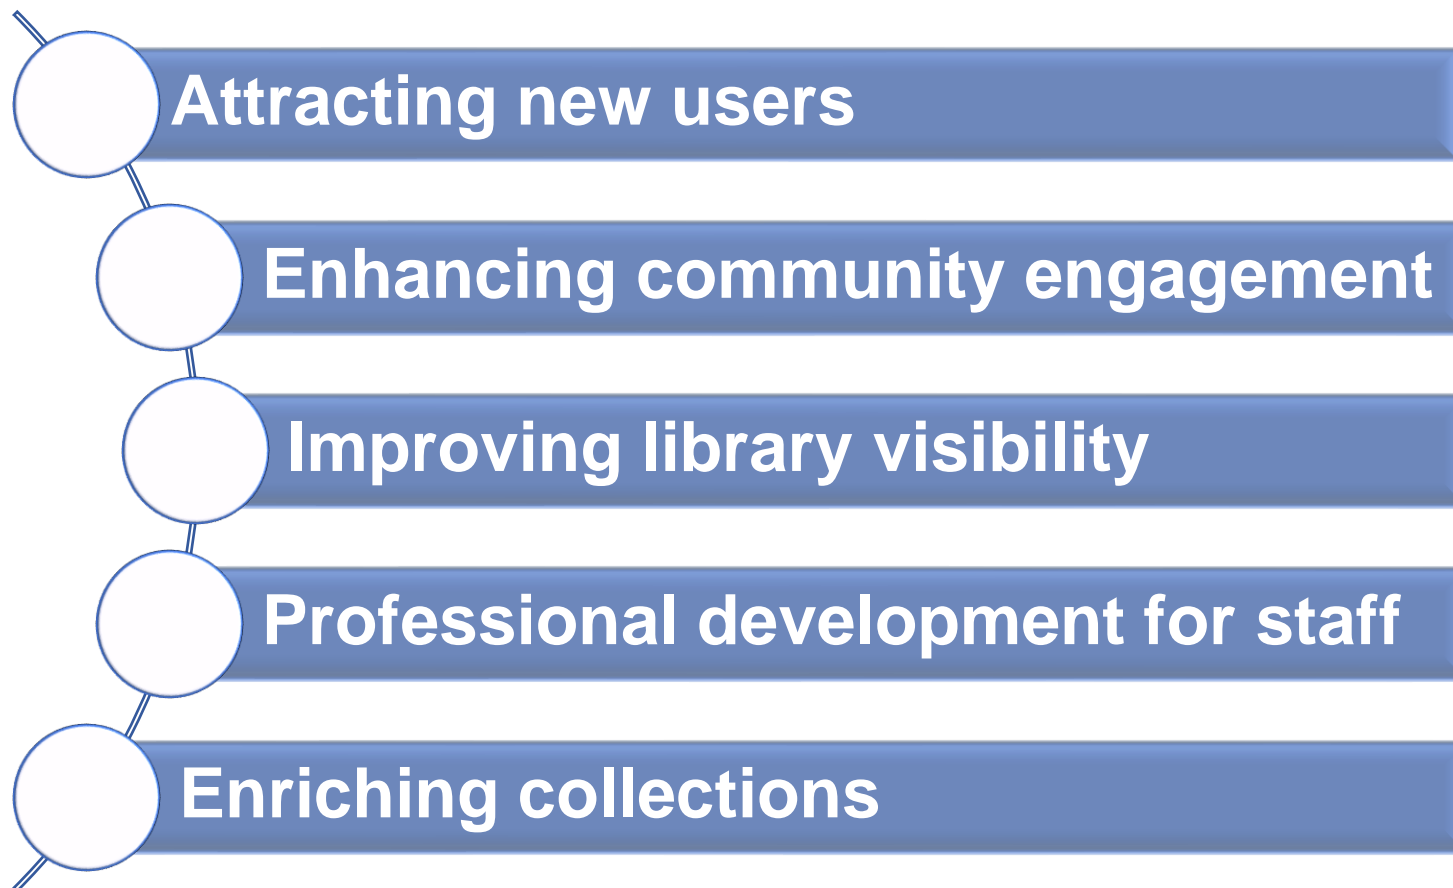 Attracting new users
Enhancing community engagement
Improving library visibility
Professional development for staff
Enriching collections